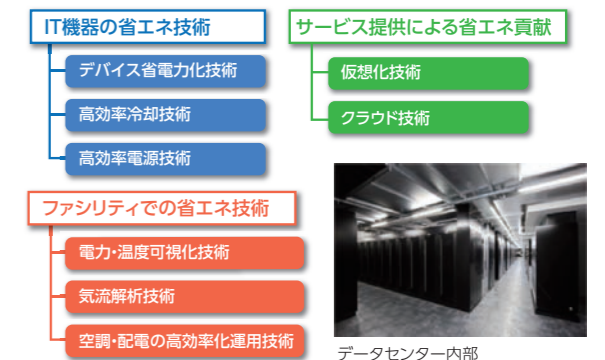 IT機器の省エネ技術
デバイス省電力化技術
高効率冷却技術
高効率電源技術
サービス提供による省エネ貢献
仮想化技術
クラウド技術
ファシリティでの省エネ技術
電力・温度可視化技術
気流解析技術
空調・配電の高効率化運用技術
データセンター内部